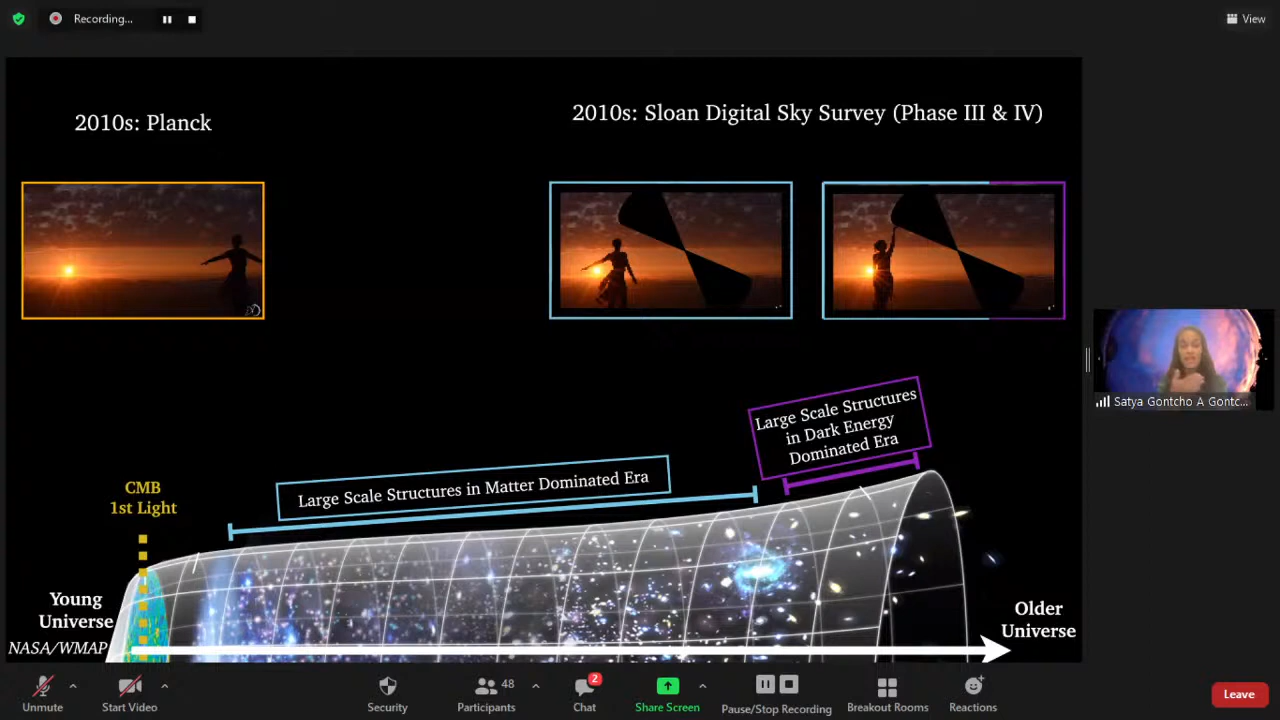 Recording...
View
2010s: Planck
2010s: Sloan Digital Sky Survey (Phase III & IV)
Large Scale Structures
in Dark Energy
Dominated Era
Large Scale Structures in Matter Dominated Era
CMB
1st Light
Young
Universe
NASA/WMAP
Older
Universe
Satya Gontcho A Gontc...
Unmute
Start Video
Security
48
Participants
2
Chat
Share Screen
Pause/Stop Recording
Breakout Rooms
Reactions
Leave